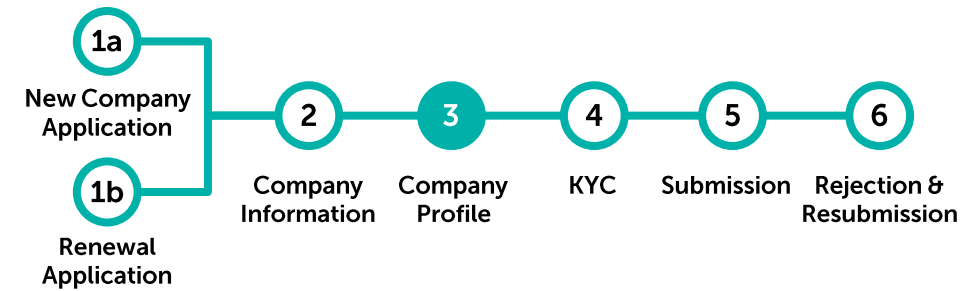 1a
New Company
Application
1b
Renewal
Application
2
Company
Information
3
Company
Profile
4
KYC
5
Submission
6
Rejection &
Resubmission